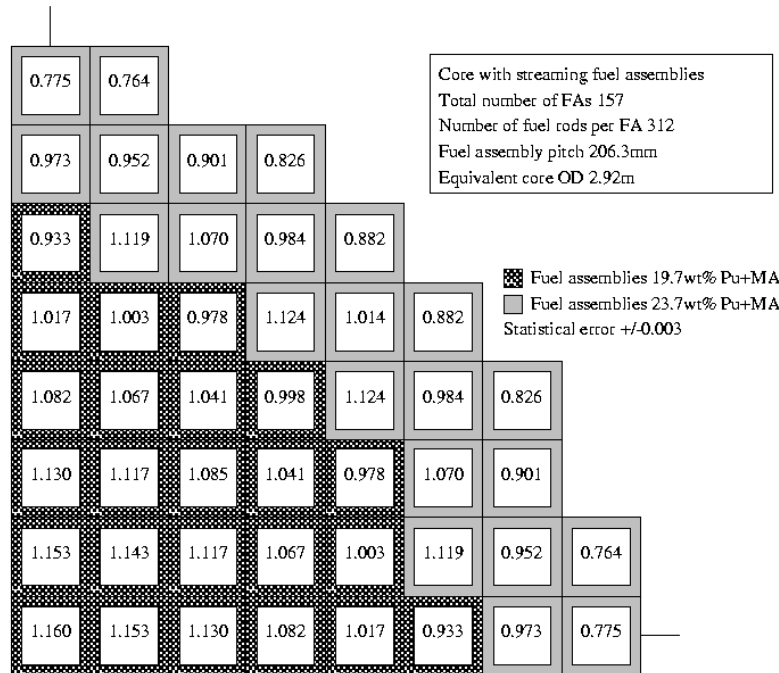 Core with streaming fuel assemblies
Total number of FAs 157
Number of fuel rods per FA 312
Fuel assembly pitch 206.3mm
Equivalent core OD 2.92m
Fuel assemblies 19.7wt% Pu+MA
Fuel assemblies 23.7wt% Pu+MA
Statistical error +/-0.003
0.775 0.764
0.973 0.952 0.901 0.826
0.933 1.119 1.070 0.984 0.882
1.017 1.003 0.978 1.124 1.014 0.882
1.082 1.067 1.041 0.998 1.124 0.984 0.826
1.130 1.117 1.085 1.041 0.978 1.070 0.901
1.153 1.143 1.117 1.067 1.003 1.119 0.952 0.764
1.160 1.153 1.130 1.082 1.017 0.933 0.973 0.775